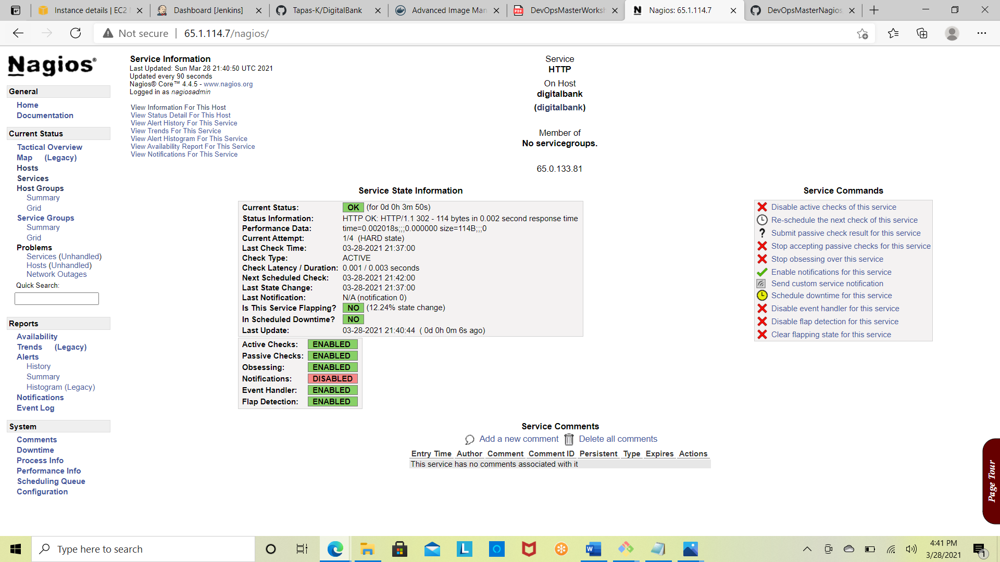 Instance details | EC2
Dashboard [Jenkins]
Tapas-K/DigitalBank
Advanced Image Man
DevOpsMasterWorksh
Nagios: 65.1.114.7
DevOpsMasterNagios
Not secure | 65.1.114.7/nagios/
Nagios®
General
Home
Documentation
Current Status
Tactical Overview
Map (Legacy)
Hosts
Services
Host Groups
Summary
Grid
Service Groups
Summary
Grid
Problems
Services (Unhandled)
Hosts (Unhandled)
Network Outages
Quick Search:
Reports
Availability
Trends (Legacy)
Alerts
History
Summary
Histogram (Legacy)
Notifications
Event Log
System
Comments
Downtime
Process Info
Performance Info
Scheduling Queue
Configuration
Service Information
Last Updated: Sun Mar 28 21:40:50 UTC 2021
Updated every 90 seconds
Nagios® Core™ 4.4.5 - www.nagios.org
Logged in as nagiosadmin
View Information For This Host
View Status Detail For This Host
View Alert History For This Service
View Trends For This Service
View Alert Histogram For This Service
View Availability Report For This Service
View Notifications For This Service
Service
HTTP
On Host
digitalbank
(digitalbank)
Member of
No servicegroups.
65.0.133.81
Service State Information
Current Status: OK (for 0d 0h 3m 50s)
Status Information: HTTP OK: HTTP/1.1 302 - 114 bytes in 0.002 second response time
Performance Data: time=0.002018s;;;0.000000 size=114B;;;0
Current Attempt: 1/4 (HARD state)
Last Check Time: 03-28-2021 21:37:00
Check Type: ACTIVE
Check Latency / Duration: 0.001 / 0.003 seconds
Next Scheduled Check: 03-28-2021 21:42:00
Last State Change: 03-28-2021 21:37:00
Last Notification: N/A (notification 0)
Is This Service Flapping? NO (12.24% state change)
In Scheduled Downtime? NO
Last Update: 03-28-2021 21:40:44 ( 0d 0h 0m 6s ago)
Active Checks: ENABLED
Passive Checks: ENABLED
Obsessing: ENABLED
Notifications: DISABLED
Event Handler: ENABLED
Flap Detection: ENABLED
Service Commands
Disable active checks of this service
Re-schedule the next check of this service
Submit passive check result for this service
Stop accepting passive checks for this service
Stop obsessing over this service
Enable notifications for this service
Send custom service notification
Schedule downtime for this service
Disable event handler for this service
Disable flap detection for this service
Clear flapping state for this service
Service Comments
Add a new comment Delete all comments
Entry Time Author Comment Comment ID Persistent Type Expires Actions
This service has no comments associated with it
Page Tour
Type here to search
4:41 PM
3/28/2021
1